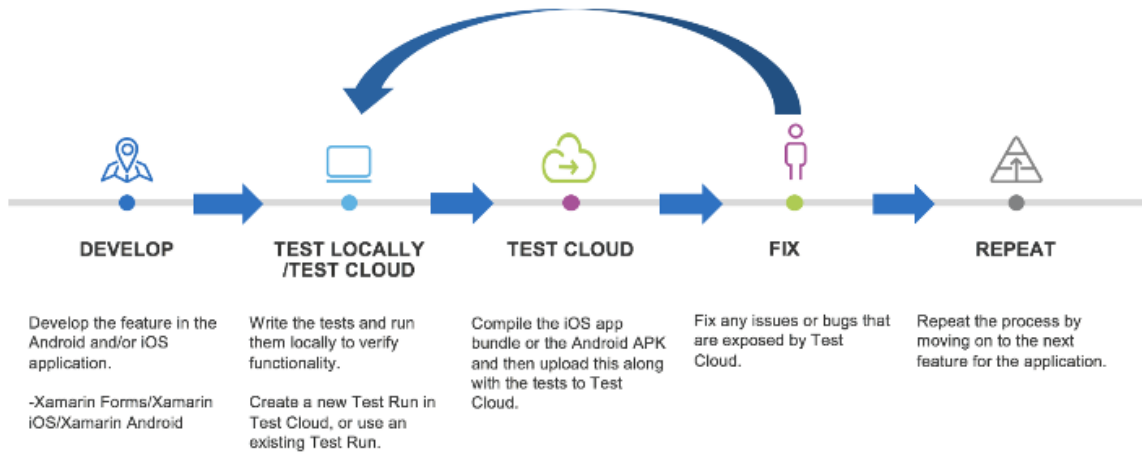 DEVELOP
Develop the feature in the
Android and/or iOS
application.
-Xamarin Forms/Xamarin
iOS/Xamarin Android
TEST LOCALLY
/TEST CLOUD
Write the tests and run
them locally to verify
functionality.
Create a new Test Run in
Test Cloud, or use an
existing Test Run.
TEST CLOUD
Compile the iOS app
bundle or the Android APK
and then upload this along
with the tests to Test
Cloud.
FIX
Fix any issues or bugs that
are exposed by Test
Cloud.
REPEAT
Repeat the process by
moving on to the next
feature for the application.